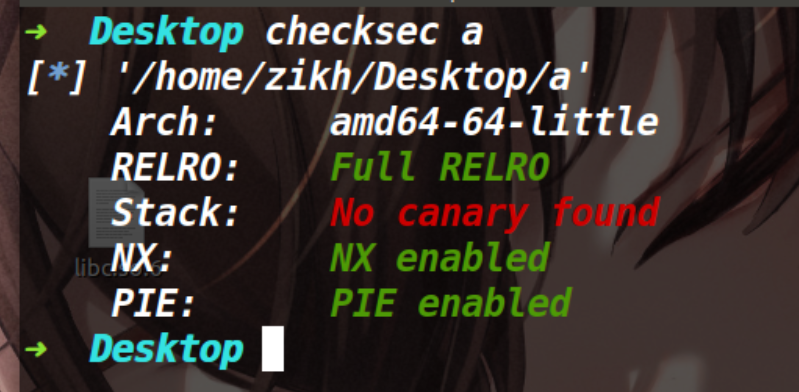 ➜ Desktop checksec a
[*] '/home/zikh/Desktop/a'
Arch: amd64-64-little
RELRO: Full RELRO
Stack: No canary found
NX: NX enabled
PIE: PIE enabled
➜ Desktop